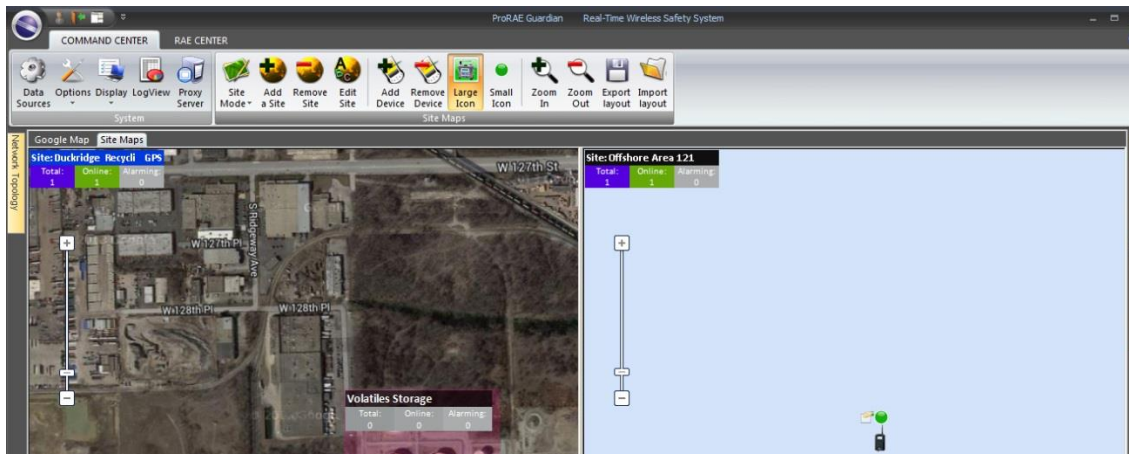 ProRAE Guardian Real-Time Wireless Safety System
COMMAND CENTER RAE CENTER
Data Sources
Options
Display
LogView
Proxy Server
Site Mode
Add a Site
Remove Site
Edit Site
Add Device
Remove Device
Large Icon
Small Icon
Zoom In
Zoom Out
Export layout
Import layout
System
Site Maps
Network Topology
Google Map Site Maps
Site: Duckridge Recycli GPS
Total: Online: Alarming:
1 1 0
W 127th St
S Ridgeway Ave
W 127th Pl
W 128th Pl
W 128th Pl
Volatiles Storage
Total: Online: Alarming:
0 0 0
Site: Offshore Area 121
Total: Online: Alarming:
1 1 0